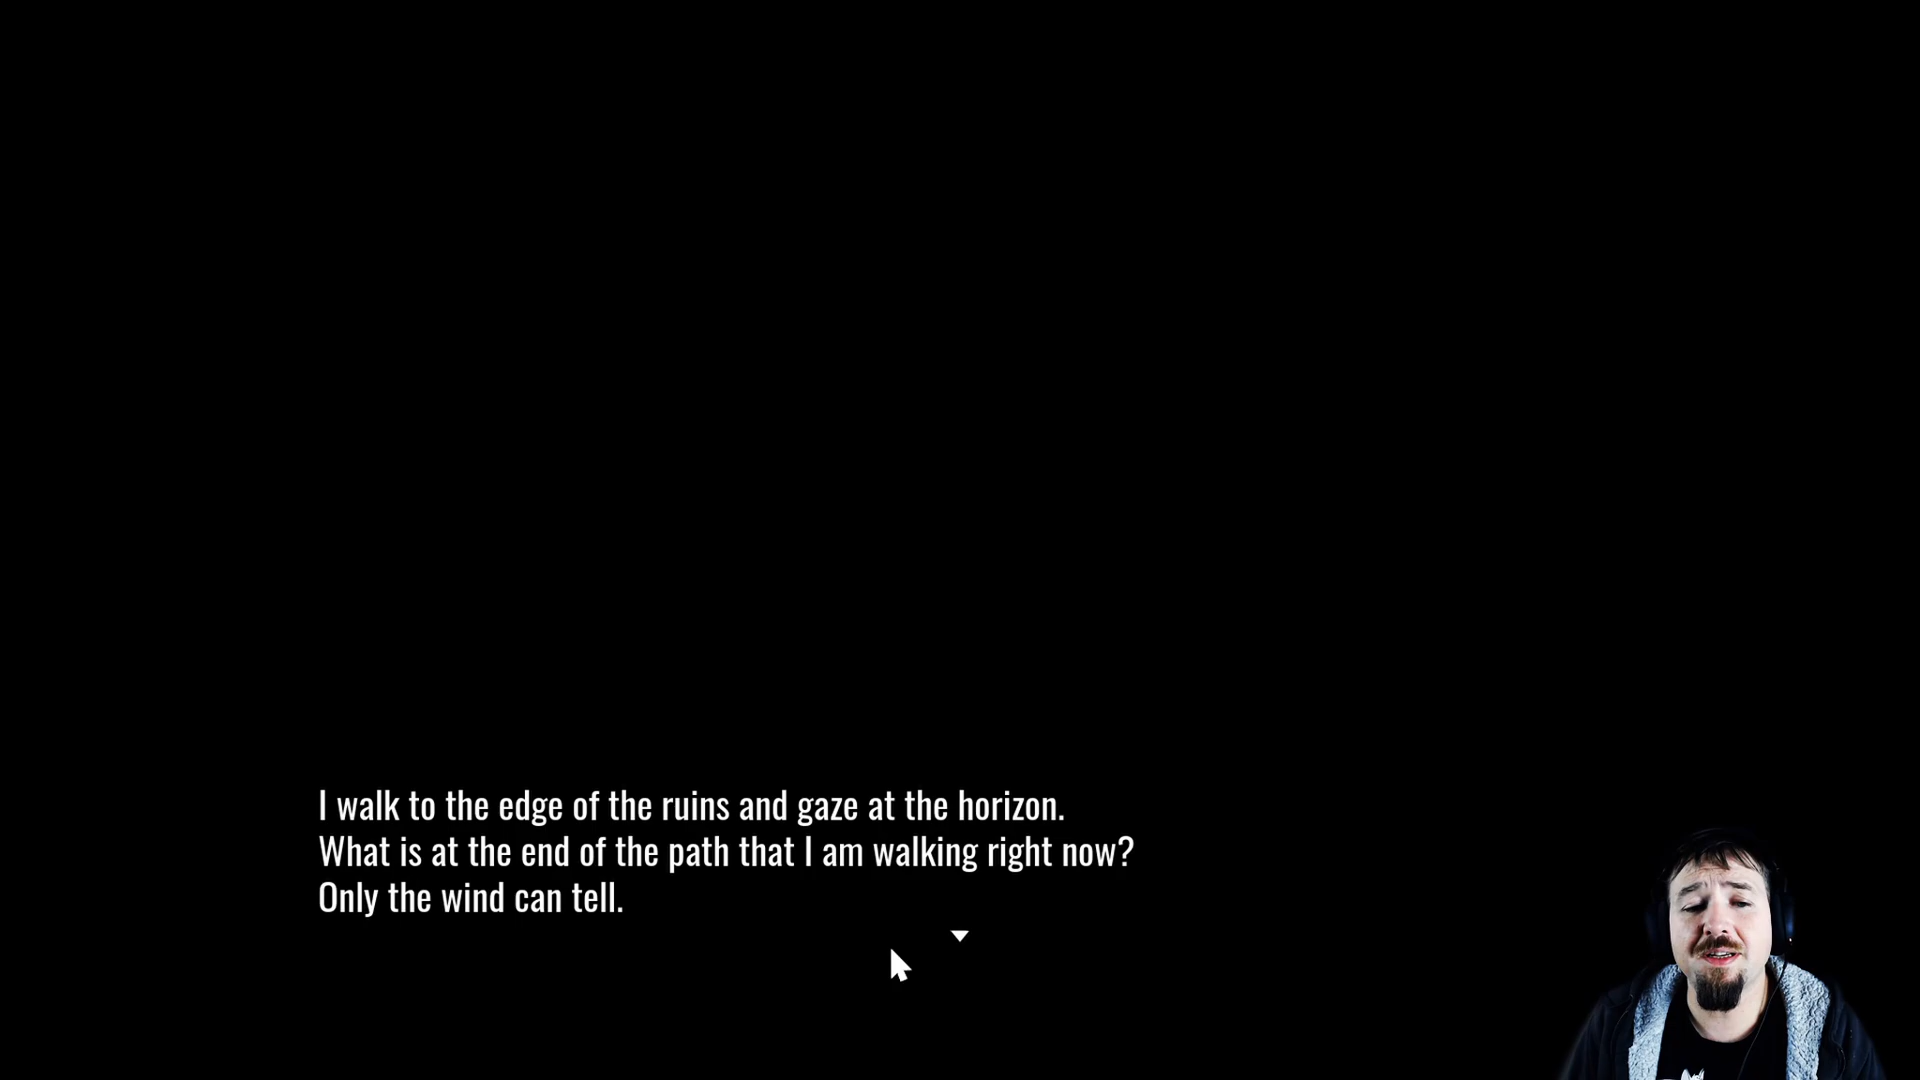 I walk to the edge of the ruins and gaze at the horizon.
What is at the end of the path that I am walking right now?
Only the wind can tell.